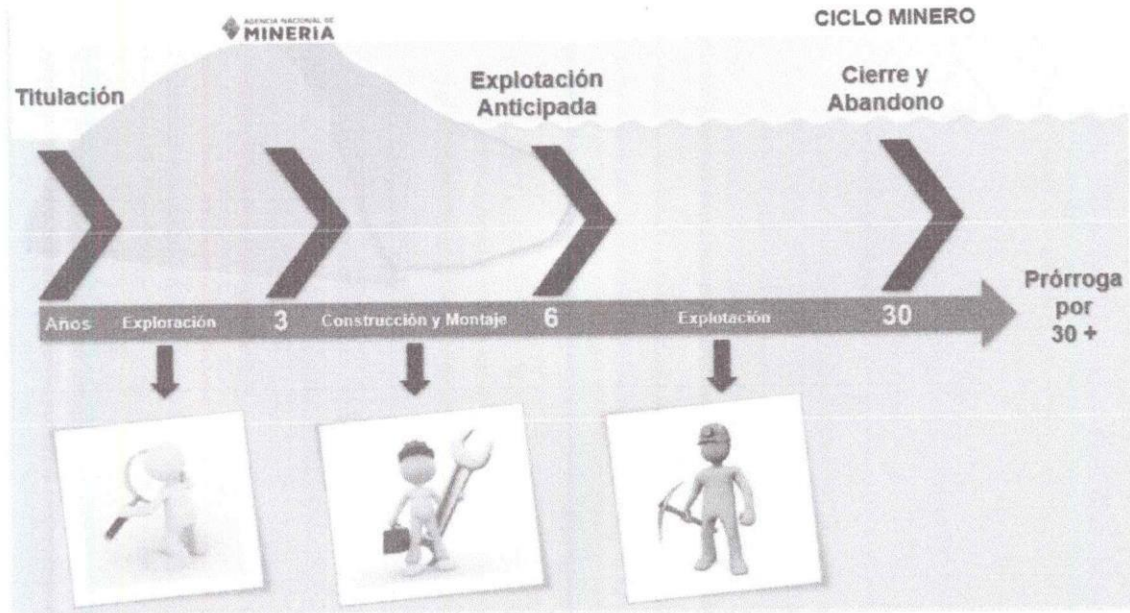 AGENCIA NACIONAL DE
MINERÍA
CICLO MINERO
Titulación
Explotación
Anticipada
Cierre y
Abandono
Años
Exploración
3
Construcción y Montaje
6
Explotación
30
Prórroga
por
30 +